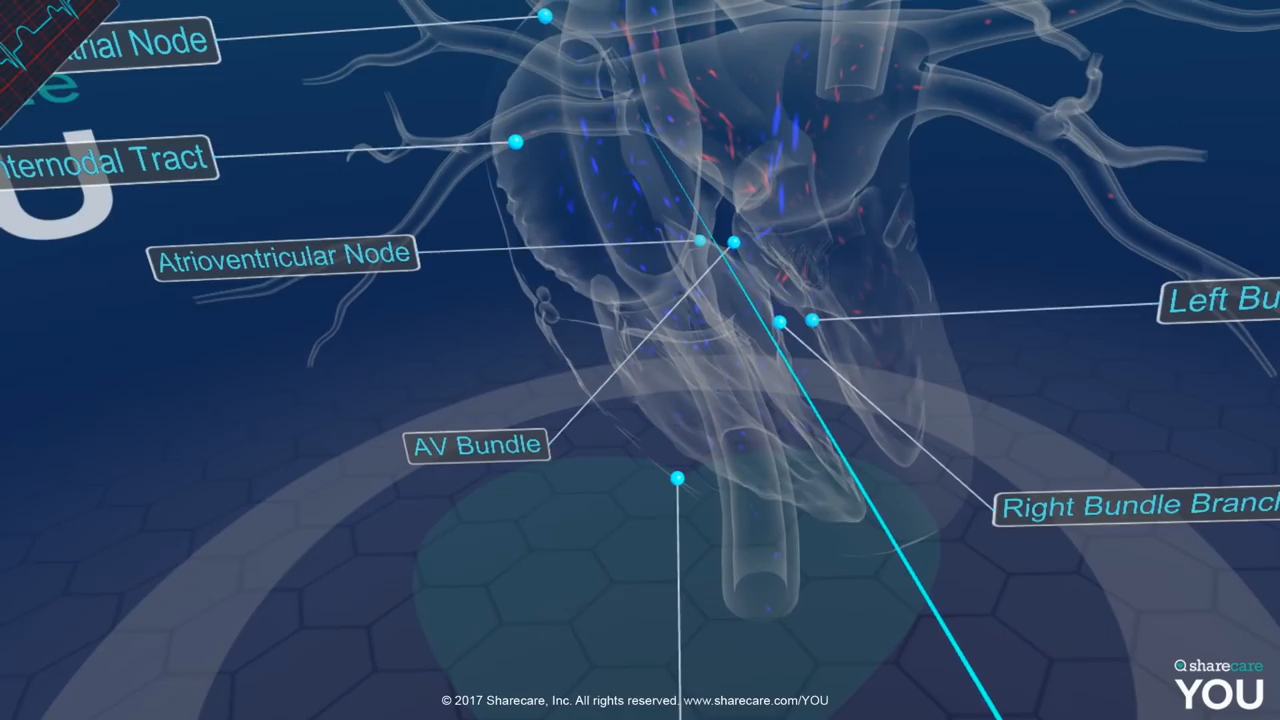 trial Node
te
U
nternodal Tract
Atrioventricular Node
Left Bu
AV Bundle
Right Bundle Branch
sharecare
YOU
© 2017 Sharecare, Inc. All rights reserved. www.sharecare.com/YOU